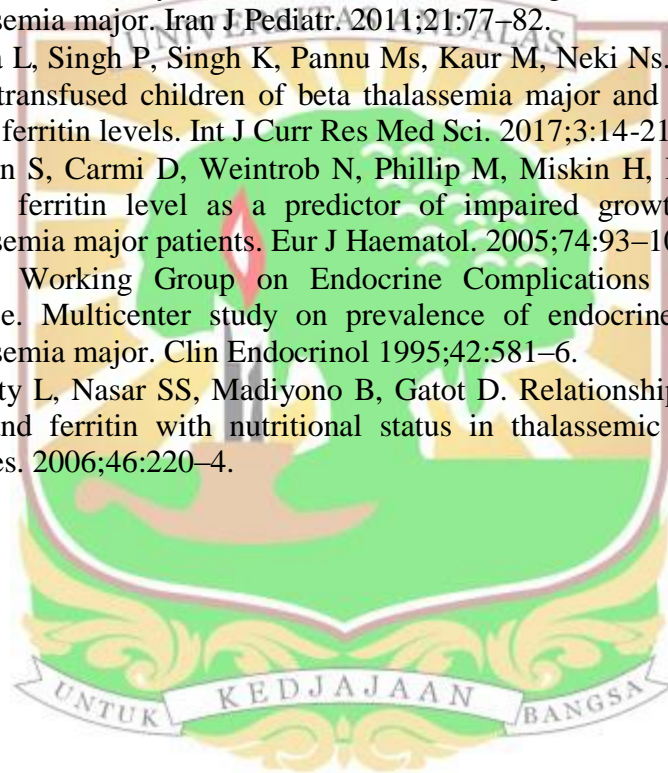 semia major. Iran J Pediatr. 2011;21:77–82.
UNIVERSITAS ANDALAS
a L, Singh P, Singh K, Pannu Ms, Kaur M, Neki Ns.
transfused children of beta thalassemia major and
ferritin levels. Int J Curr Res Med Sci. 2017;3:14-21
n S, Carmi D, Weintrob N, Phillip M, Miskin H,
ferritin level as a predictor of impaired growt
semia major patients. Eur J Haematol. 2005;74:93–10
Working Group on Endocrine Complications
e. Multicenter study on prevalence of endocrine
semia major. Clin Endocrinol 1995;42:581–6.
ty L, Nasar SS, Madiyono B, Gatot D. Relationship
nd ferritin with nutritional status in thalassemic
es. 2006;46:220–4.
UNTUK KEDJAJAAN BANGSA